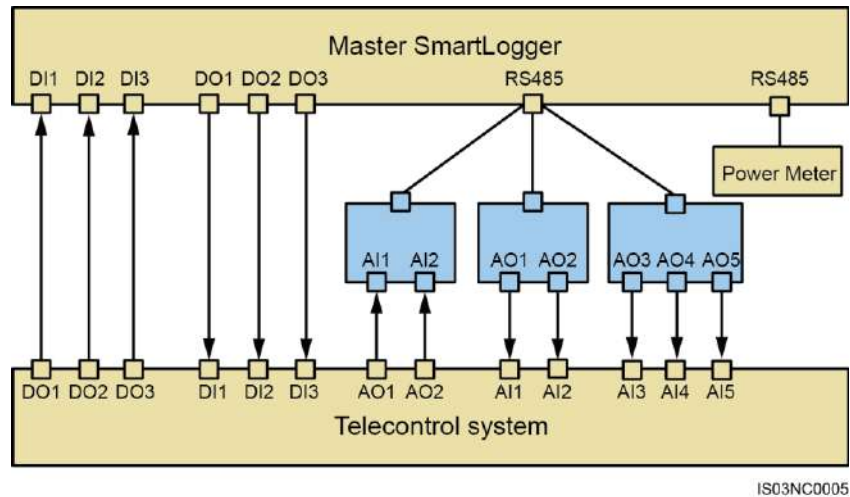 Master SmartLogger
DI1 DI2 DI3 DO1 DO2 DO3 RS485 RS485
Power Meter
AI1 AI2 AO1 AO2 AO3 AO4 AO5
DO1 DO2 DO3 DI1 DI2 DI3 AO1 AO2 AI1 AI2 AI3 AI4 AI5
Telecontrol system
IS03NC0005